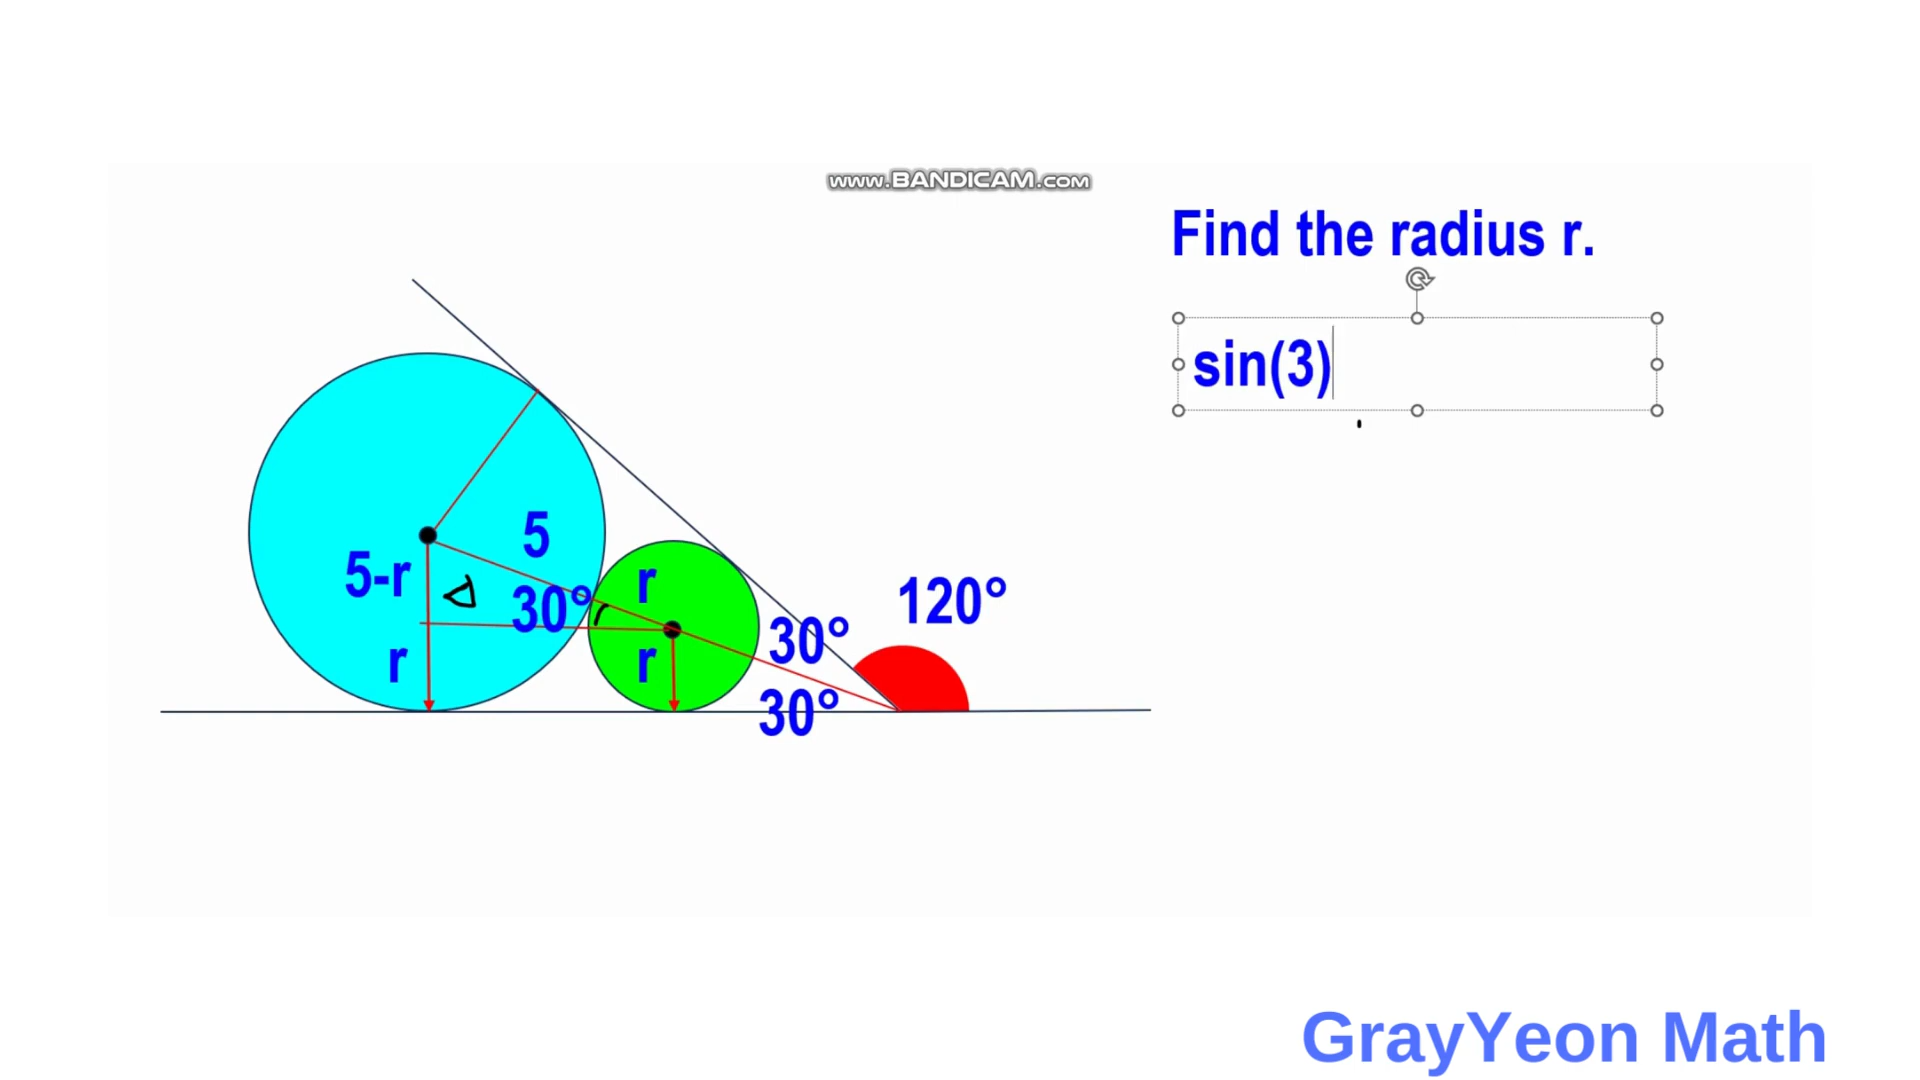 www.BANDICAM.com
Find the radius r.
sin(3)
5
5-r
30°
r
120°
30°
r
r
30°
GrayYeon Math